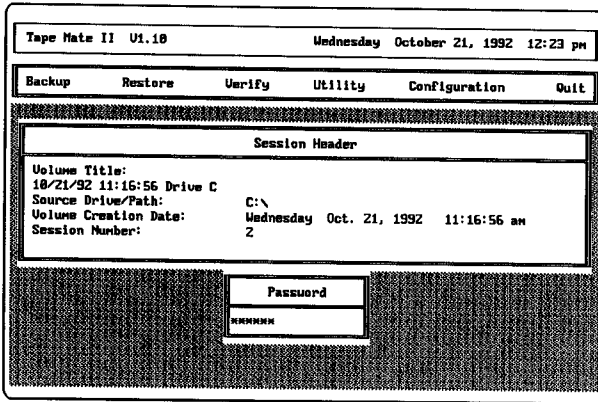 Tape Mate II V1.10 Wednesday October 21, 1992 12:23 pm
Backup Restore Verify Utility Configuration Quit
Session Header
Volume Title:
10/21/92 11:16:56 Drive C
Source Drive/Path: C:\
Volume Creation Date: Wednesday Oct. 21, 1992 11:16:56 am
Session Number: 2
Password
******